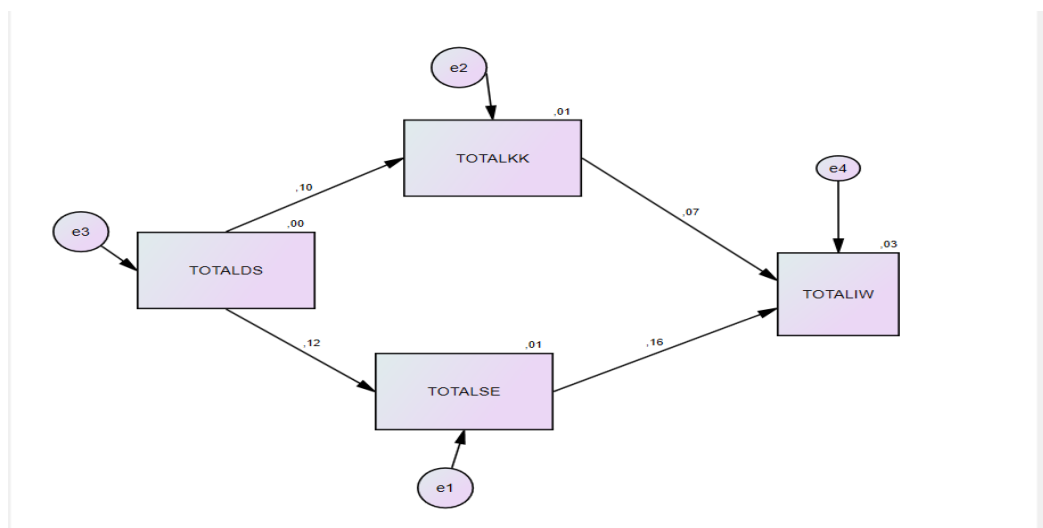 e2
,01
TOTALKK
e4
,10
,07
,00
e3
,03
TOTALDS
TOTALIW
,12
,01
,16
TOTALSE
e1